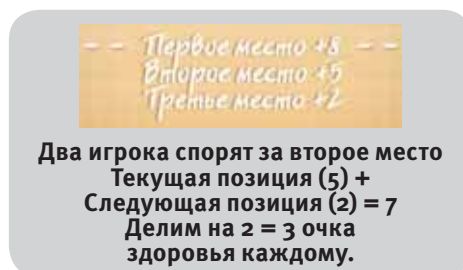 Первое место +8
Второе место +5
Третье место +2
Два игрока спорят за второе место
Текущая позиция (5) +
Следующая позиция (2) = 7
Делим на 2 = 3 очка
здоровья каждому.